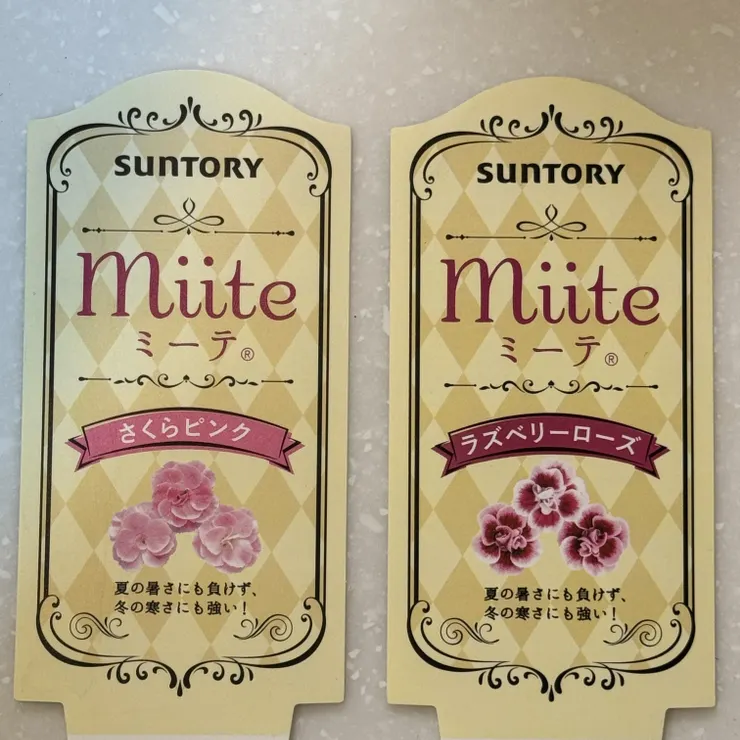 SUNTORY
Miite
ミーテ®
さくらピンク
夏の暑さにも負けず、
冬の寒さにも強い！
SUNTORY
Miite
ミーテ®
ラズベリーローズ
夏の暑さにも負けず、
冬の寒さにも強い！